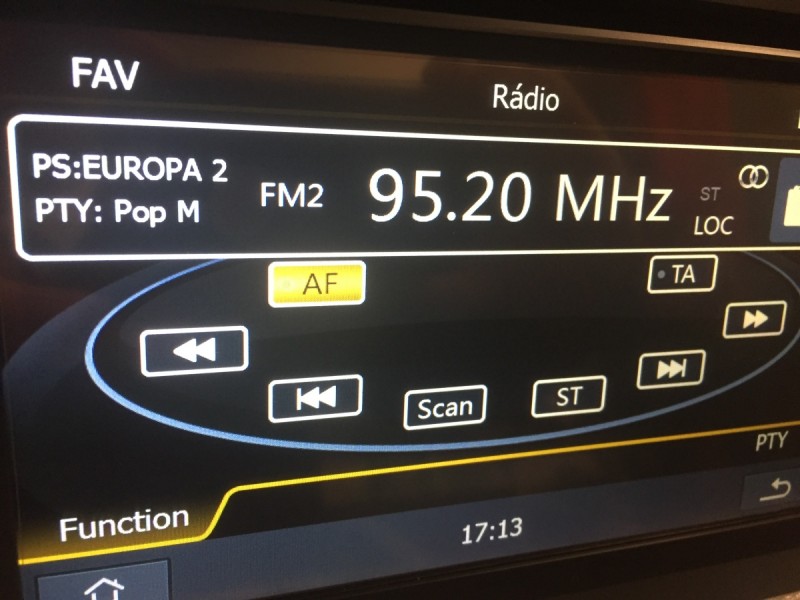 FAV
Rádio
PS:EUROPA 2
PTY: Pop M
FM2
95.20 MHz
ST
LOC
AF
TA
Scan
ST
PTY
Function
17:13